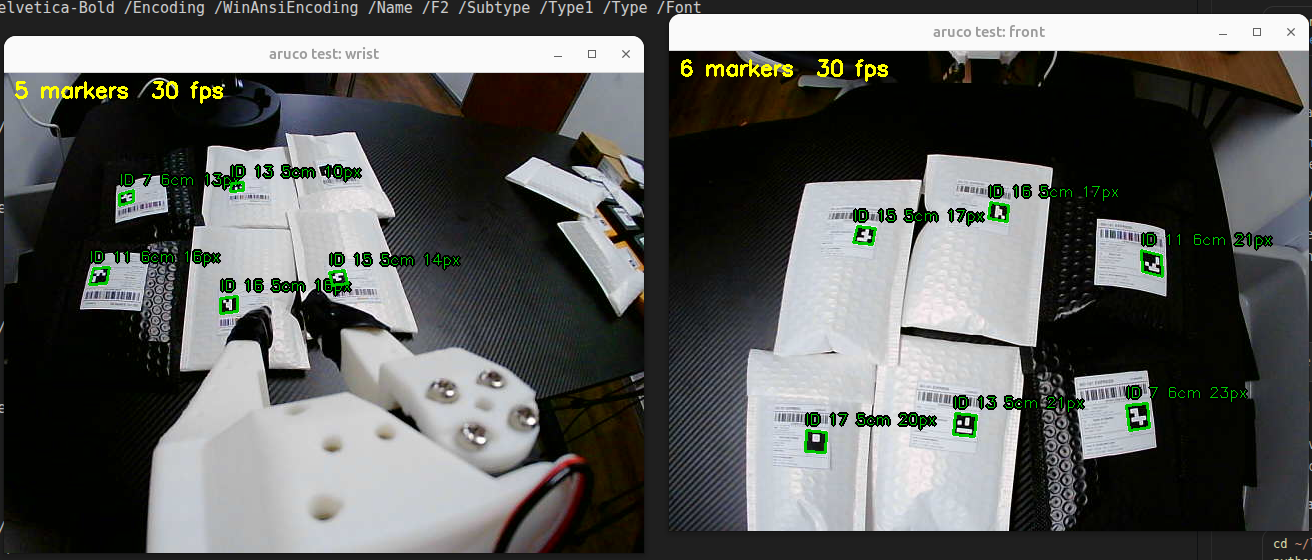 elvetica-Bold /Encoding /WinAnsiEncoding /Name /F2 /Subtype /Type1 /Type /Font
aruco test: wrist
5 markers 30 fps
ID 13 5cm 10px
ID 7 6cm 13px
ID 11 6cm 16px
ID 15 5cm 14px
ID 16 5cm 16px
aruco test: front
6 markers 30 fps
ID 16 5cm 17px
ID 15 5cm 17px
ID 11 6cm 21px
ID 7 6cm 23px
ID 13 5cm 21px
ID 17 5cm 20px
cd ~/